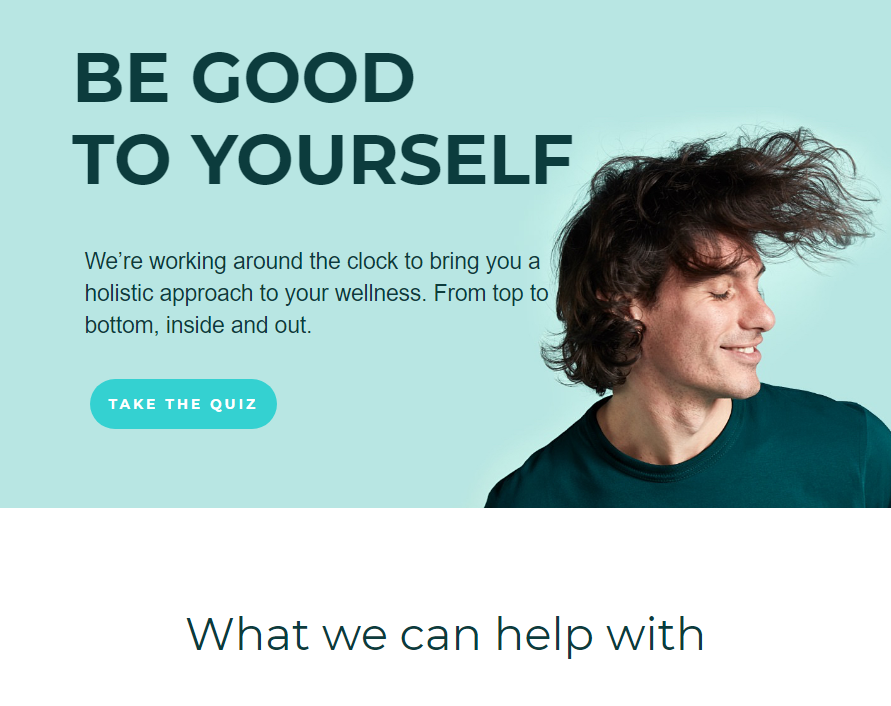 BE GOOD
TO YOURSELF
We’re working around the clock to bring you a
holistic approach to your wellness. From top to
bottom, inside and out.
TAKE THE QUIZ
What we can help with